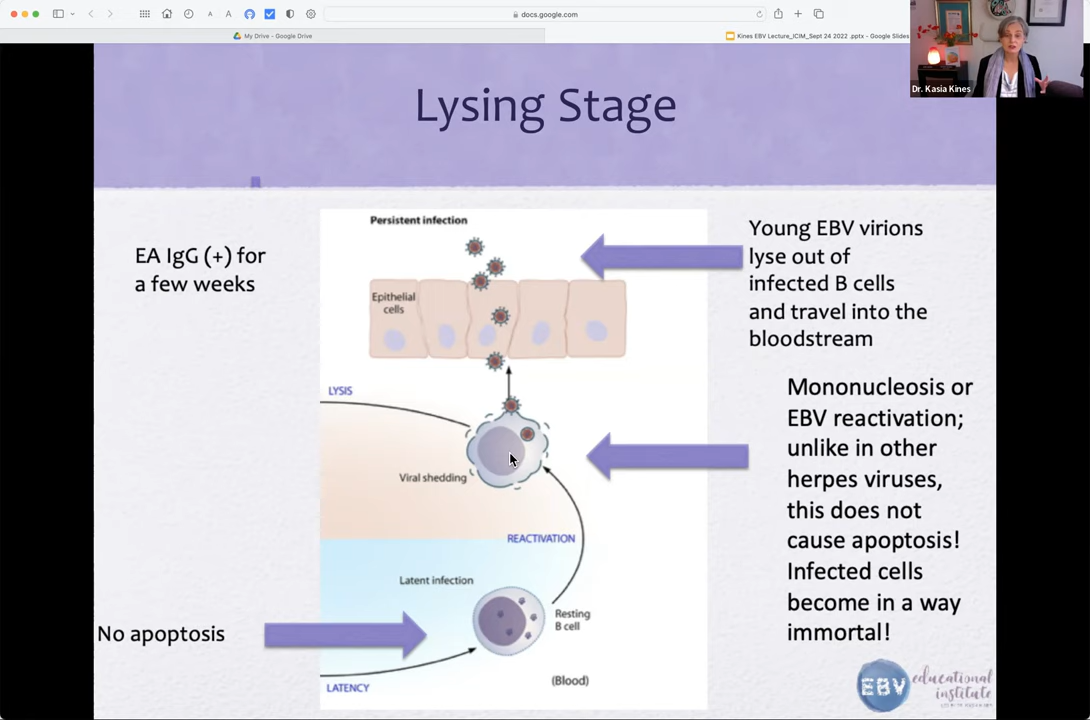 docs.google.com
My Drive - Google Drive
Kines EBV Lecture_ICIM_Sept 24 2022 .pptx - Google Slides
Dr. Kasia Kines
Lysing Stage
EA IgG (+) for
a few weeks
Persistent infection
Epithelial
cells
LYSIS
Viral shedding
REACTIVATION
Latent infection
Resting
B cell
(Blood)
LATENCY
No apoptosis
Young EBV virions
lyse out of
infected B cells
and travel into the
bloodstream
Mononucleosis or
EBV reactivation;
unlike in other
herpes viruses,
this does not
cause apoptosis!
Infected cells
become in a way
immortal!
EBV educational
institute